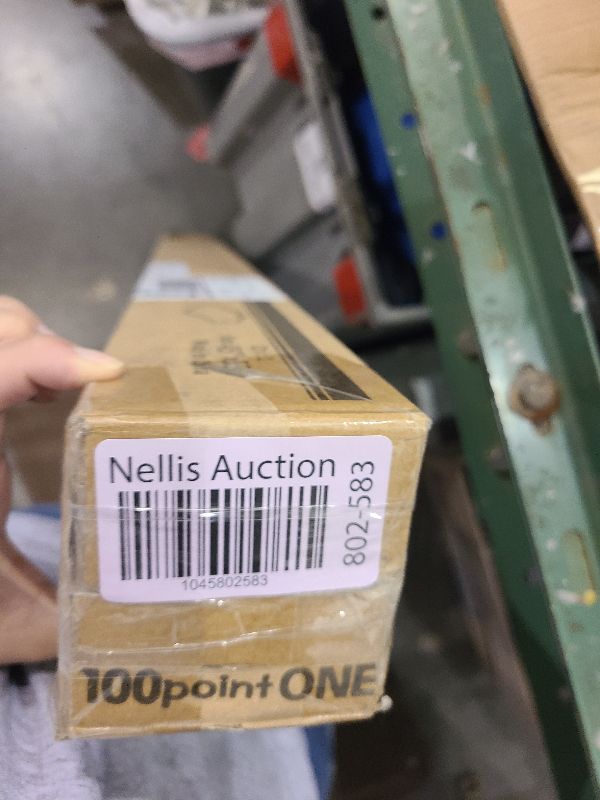 Nellis Auction
802-583
1045802583
100point ONE